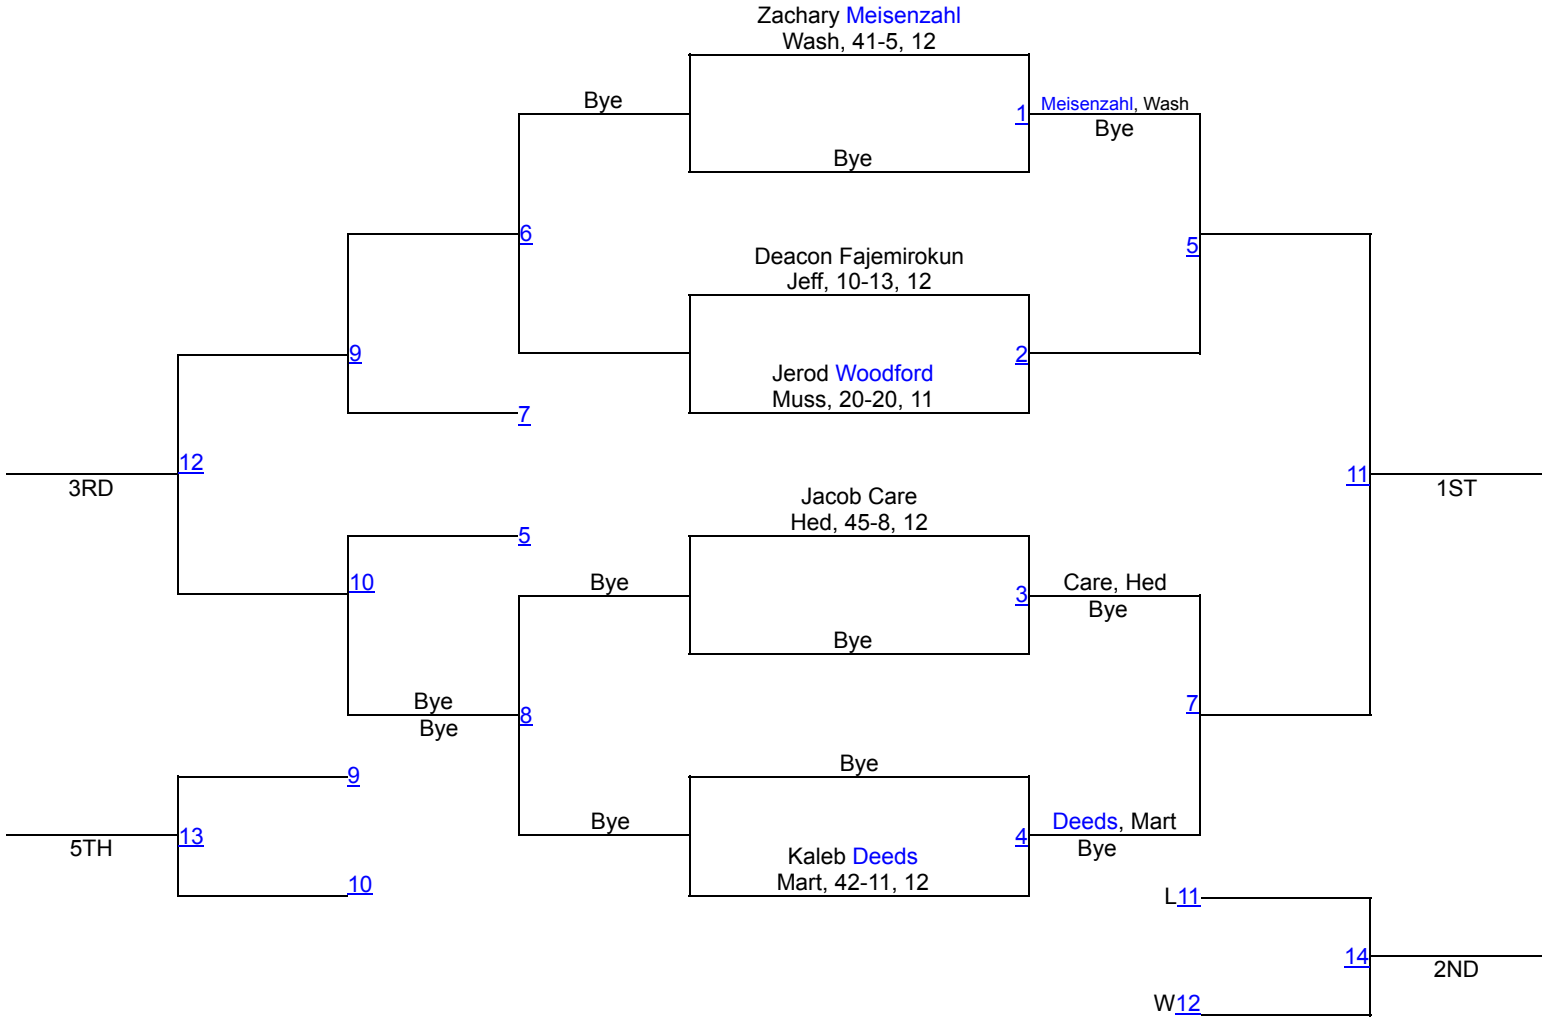 Zachary Meisenzahl
Wash, 41-5, 12
Bye
1
Meisenzahl, Wash
Bye
Bye
6
5
Deacon Fajemirokun
Jeff, 10-13, 12
9
2
Jerod Woodford
Muss, 20-20, 11
7
12
3RD
11
1ST
Jacob Care
Hed, 45-8, 12
5
10
Bye
3
Care, Hed
Bye
Bye
Bye
Bye
8
7
9
Bye
13
5TH
Bye
4
Deeds, Mart
Bye
Kaleb Deeds
Mart, 42-11, 12
10
L11
14
2ND
W12